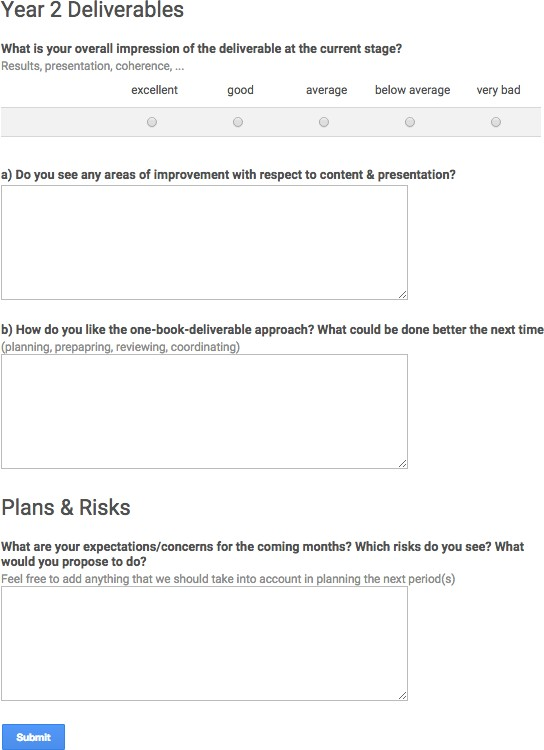 Year 2 Deliverables
What is your overall impression of the deliverable at the current stage?
Results, presentation, coherence, ...
excellent good average below average very bad
a) Do you see any areas of improvement with respect to content & presentation?
b) How do you like the one-book-deliverable approach? What could be done better the next time
(planning, prepapring, reviewing, coordinating)
Plans & Risks
What are your expectations/concerns for the coming months? Which risks do you see? What
would you propose to do?
Feel free to add anything that we should take into account in planning the next period(s)
Submit